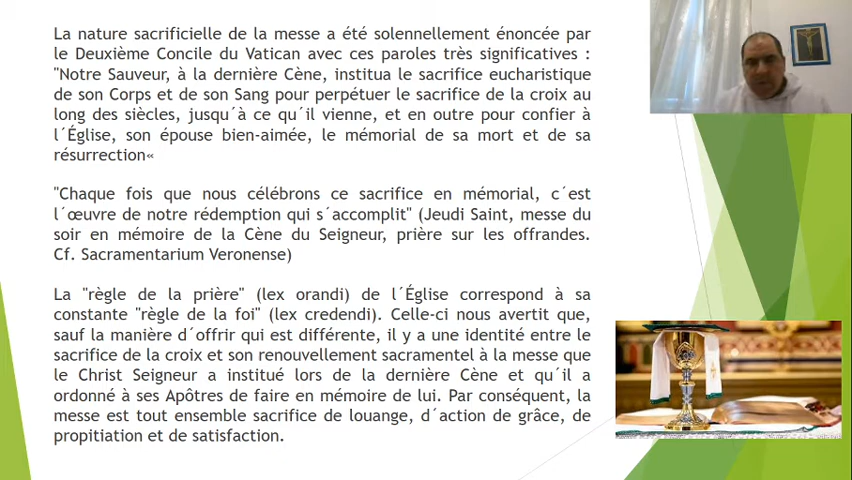 La nature sacrificielle de la messe a été solennellement énoncée par
le Deuxième Concile du Vatican avec ces paroles très significatives :
"Notre Sauveur, à la dernière Cène, institua le sacrifice eucharistique
de son Corps et de son Sang pour perpétuer le sacrifice de la croix au
long des siècles, jusqu´à ce qu´il vienne, et en outre pour confier à
l´Église, son épouse bien-aimée, le mémorial de sa mort et de sa
résurrection«
"Chaque fois que nous célébrons ce sacrifice en mémorial, c´est
l´œuvre de notre rédemption qui s´accomplit" (Jeudi Saint, messe du
soir en mémoire de la Cène du Seigneur, prière sur les offrandes.
Cf. Sacramentarium Veronense)
La "règle de la prière" (lex orandi) de l´Église correspond à sa
constante "règle de la foi" (lex credendi). Celle-ci nous avertit que,
sauf la manière d´offrir qui est différente, il y a une identité entre le
sacrifice de la croix et son renouvellement sacramentel à la messe que
le Christ Seigneur a institué lors de la dernière Cène et qu´il a
ordonné à ses Apôtres de faire en mémoire de lui. Par conséquent, la
messe est tout ensemble sacrifice de louange, d´action de grâce, de
propitiation et de satisfaction.